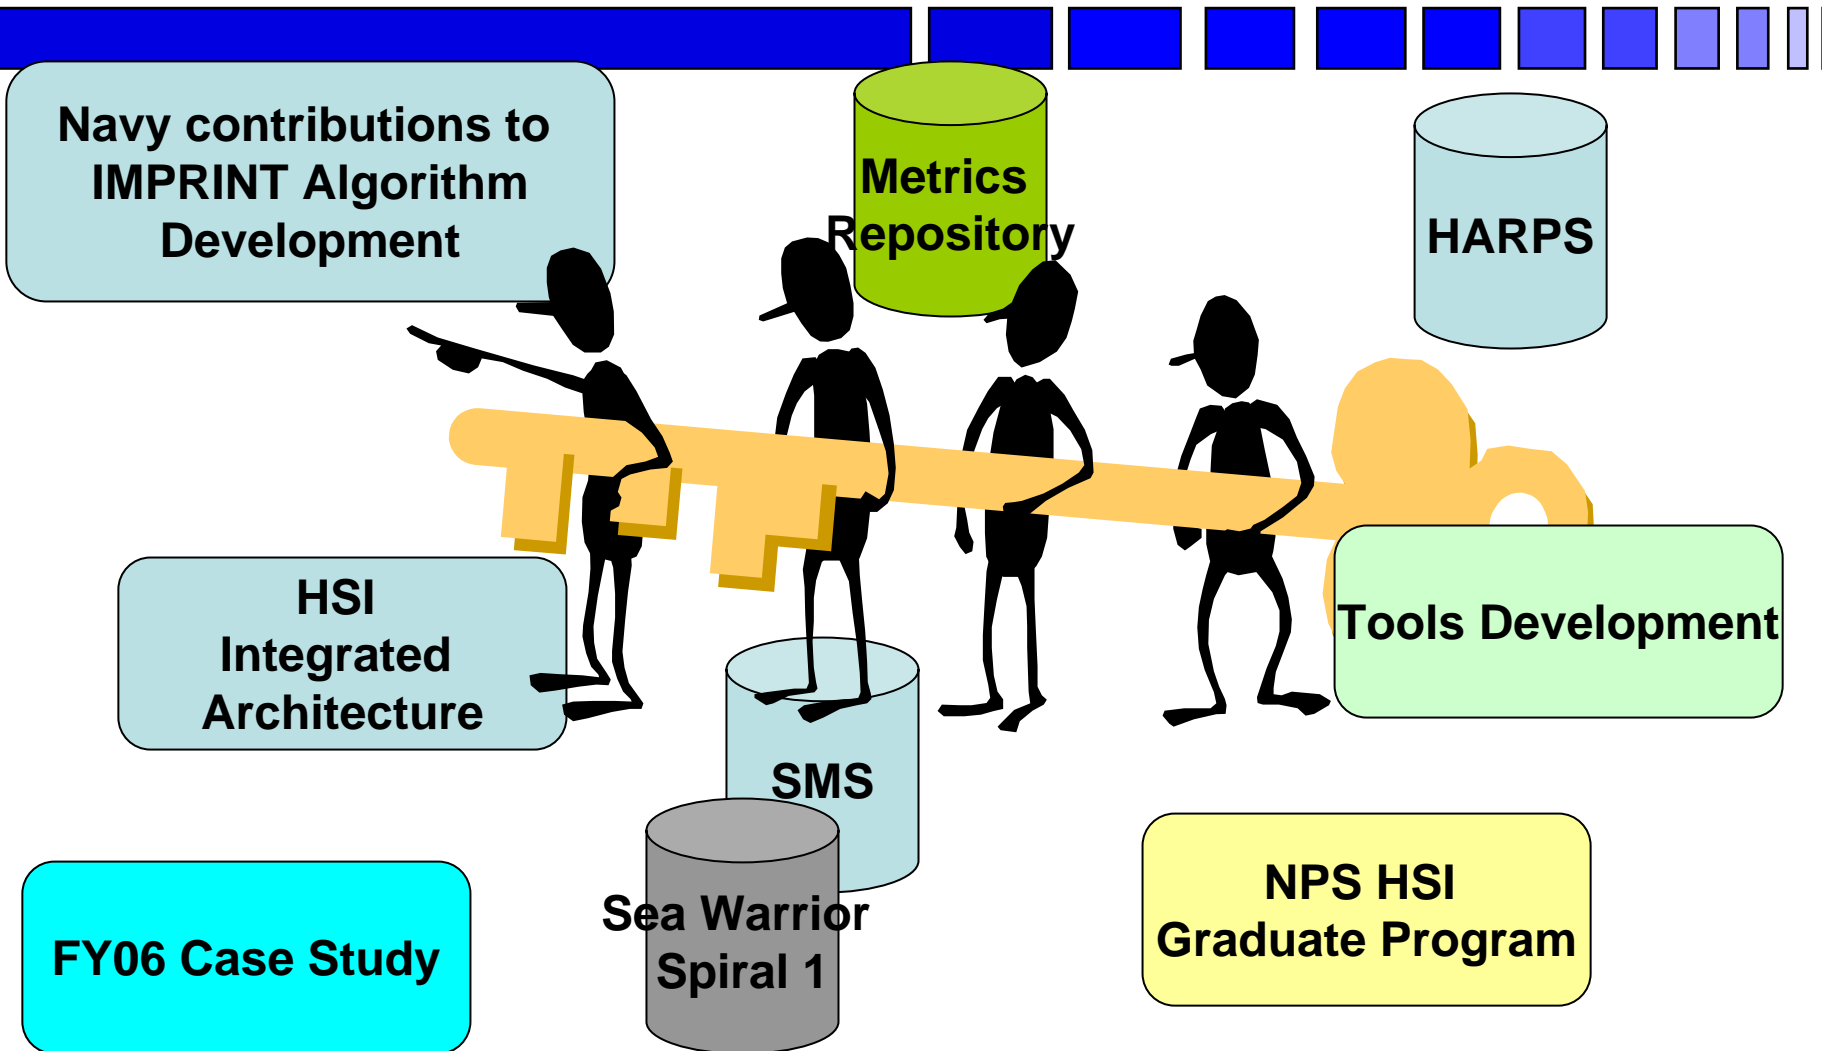 Navy contributions to
IMPRINT Algorithm
Development
Metrics
Repository
HARPS
HSI
Integrated
Architecture
Tools Development
SMS
Sea Warrior
Spiral 1
NPS HSI
Graduate Program
FY06 Case Study